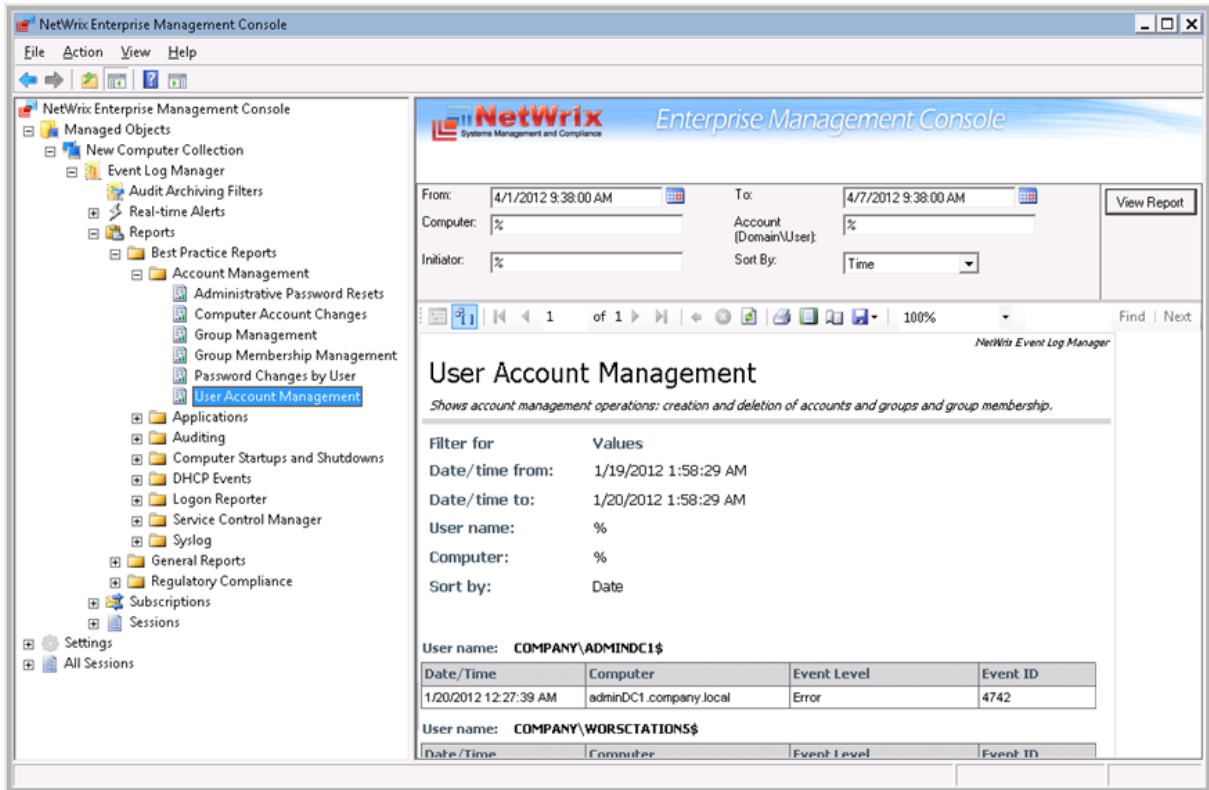 NetWrix Enterprise Management Console
File Action View Help
NetWrix Enterprise Management Console
Managed Objects
New Computer Collection
Event Log Manager
Audit Archiving Filters
Real-time Alerts
Reports
Best Practice Reports
Account Management
Administrative Password Resets
Computer Account Changes
Group Management
Group Membership Management
Password Changes by User
User Account Management
Applications
Auditing
Computer Startups and Shutdowns
DHCP Events
Logon Reporter
Service Control Manager
Syslog
General Reports
Regulatory Compliance
Subscriptions
Sessions
Settings
All Sessions
NetWrix Enterprise Management Console
Systems Management and Compliance
From: 4/1/2012 9:38:00 AM To: 4/7/2012 9:38:00 AM View Report
Computer: % Account %
(Domain\User):
Initiator: % Sort By: Time
1 of 1 100% Find | Next
NetWrix Event Log Manager
User Account Management
Shows account management operations: creation and deletion of accounts and groups and group membership.
Filter for Values
Date/time from: 1/19/2012 1:58:29 AM
Date/time to: 1/20/2012 1:58:29 AM
User name: %
Computer: %
Sort by: Date
User name: COMPANY\ADMINDC1$
Date/Time Computer Event Level Event ID
1/20/2012 12:27:39 AM adminDC1.company.local Error 4742
User name: COMPANY\WORSCTATION5$
Date/Time Computer Event Level Event ID